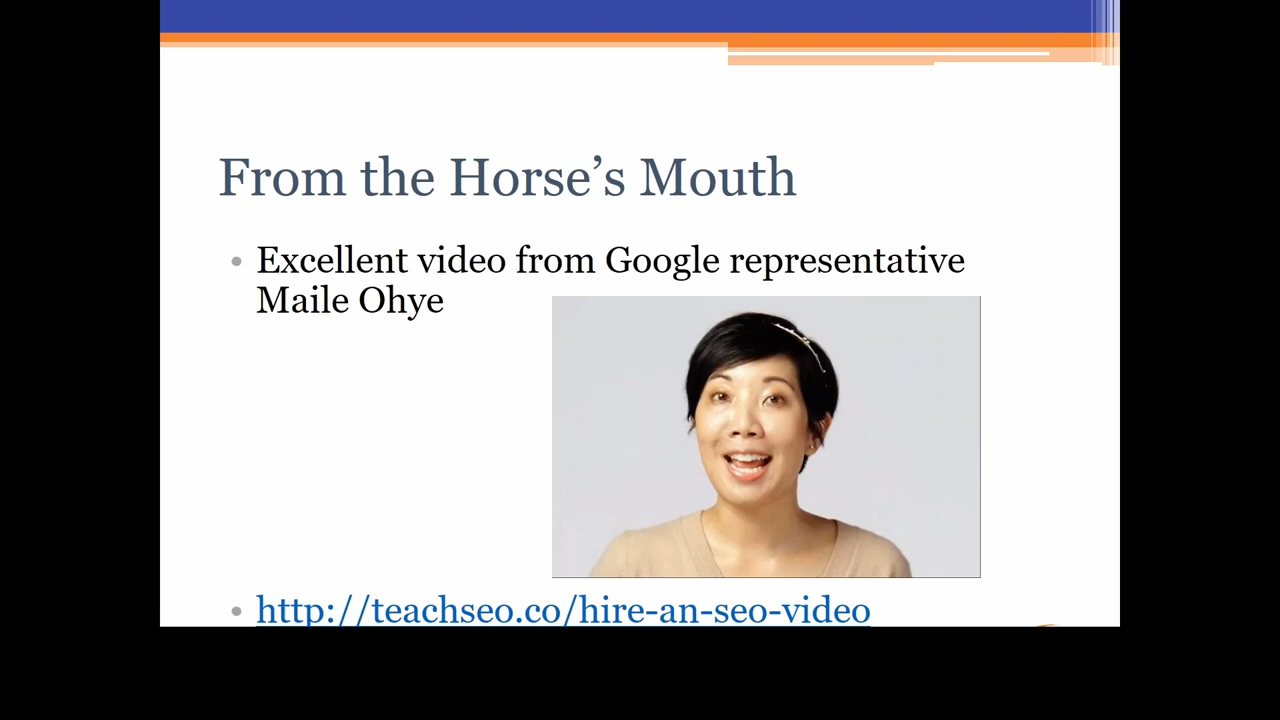 From the Horse’s Mouth
• Excellent video from Google representative
Maile Ohye
• http://teachseo.co/hire-an-seo-video